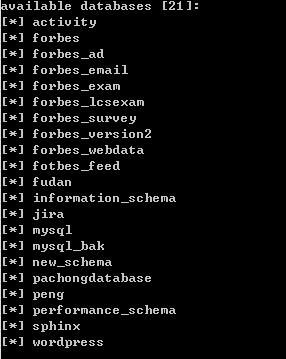 available databases [21]:
[*] activity
[*] forbes
[*] forbes_ad
[*] forbes_email
[*] forbes_exam
[*] forbes_lcsexam
[*] forbes_survey
[*] forbes_version2
[*] forbes_webdata
[*] fotbes_feed
[*] fudan
[*] information_schema
[*] jira
[*] mysql
[*] mysql_bak
[*] new_schema
[*] pachongdatabase
[*] peng
[*] performance_schema
[*] sphinx
[*] wordpress